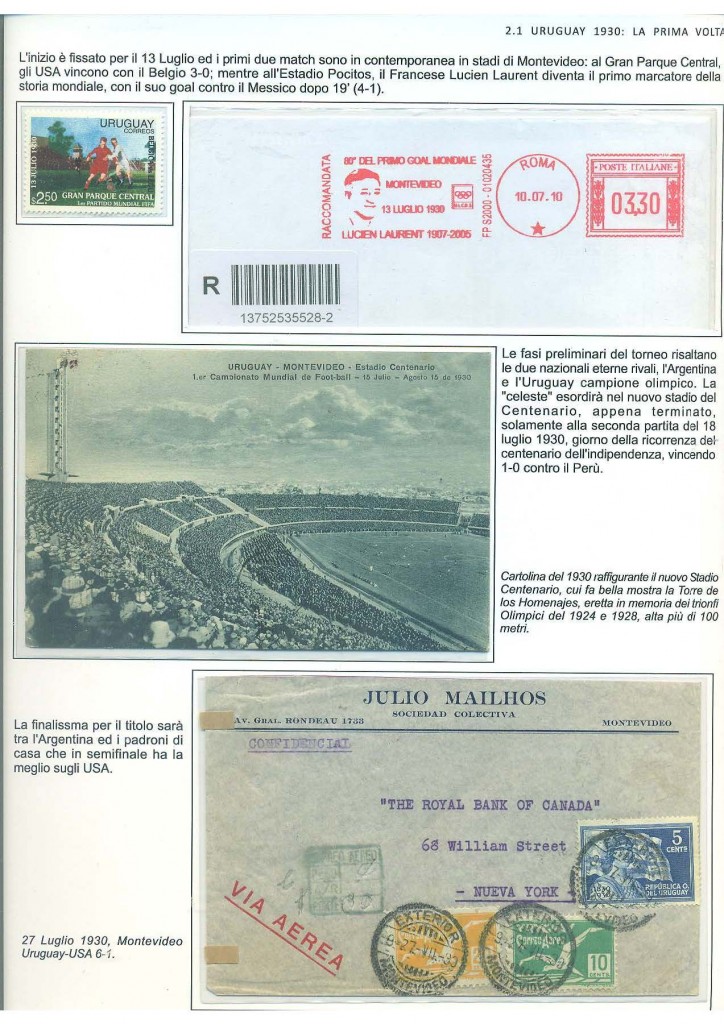 2.1 URUGUAY 1930: LA PRIMA VOLTA
L'inizio è fissato per il 13 Luglio ed i primi due match sono in contemporanea in stadi di Montevideo: al Gran Parque Central,
gli USA vincono con il Belgio 3-0; mentre all'Estadio Pocitos, il Francese Lucien Laurent diventa il primo marcatore della
storia mondiale, con il suo goal contro il Messico dopo 19' (4-1).
URUGUAY
CORREOS
13 JULIO 1930
GRAN PARQUE CENTRAL
$2.50
1er PARTIDO MUNDIAL FIFA
RACCOMANDATA
80° DEL PRIMO GOAL MONDIALE
MONTEVIDEO
13 LUGLIO 1930
LUCIEN LAURENT 1907-2005
FP S2000 - 01020435
ROMA
10.07.10
POSTE ITALIANE
03,30
R
13752535528-2
URUGUAY - MONTEVIDEO - Estadio Centenario
1.er Campionato Mundial de Foot-ball - 15 Julio - Agosto 15 de 1930
Le fasi preliminari del torneo risaltano
le due nazionali eterne rivali, l'Argentina
e l'Uruguay campione olimpico. La
"celeste" esordirà nel nuovo stadio del
Centenario, appena terminato,
solamente alla seconda partita del 18
luglio 1930, giorno della ricorrenza del
centenario dell'indipendenza, vincendo
1-0 contro il Perù.
Cartolina del 1930 raffigurante il nuovo Stadio
Centenario, cui fa bella mostra la Torre de
los Homenajes, eretta in memoria dei trionfi
Olimpici del 1924 e 1928, alta più di 100
metri.
La finalissma per il titolo sarà
tra l'Argentina ed i padroni di
casa che in semifinale ha la
meglio sugli USA.
JULIO MAILHOS
SOCIEDAD COLECTIVA
AV. GRAL. RONDEAU 1733
MONTEVIDEO
CONFIDENCIAL
"THE ROYAL BANK OF CANADA"
68 William Street
- NUEVA YORK
5
CENTS
REPÚBLICA O.
DEL URUGUAY
VIA AEREA
EXTERIOR
MONTEVIDEO
EXTERIOR
MONTEVIDEO
10
CENTS
27 Luglio 1930, Montevideo
Uruguay-USA 6-1.